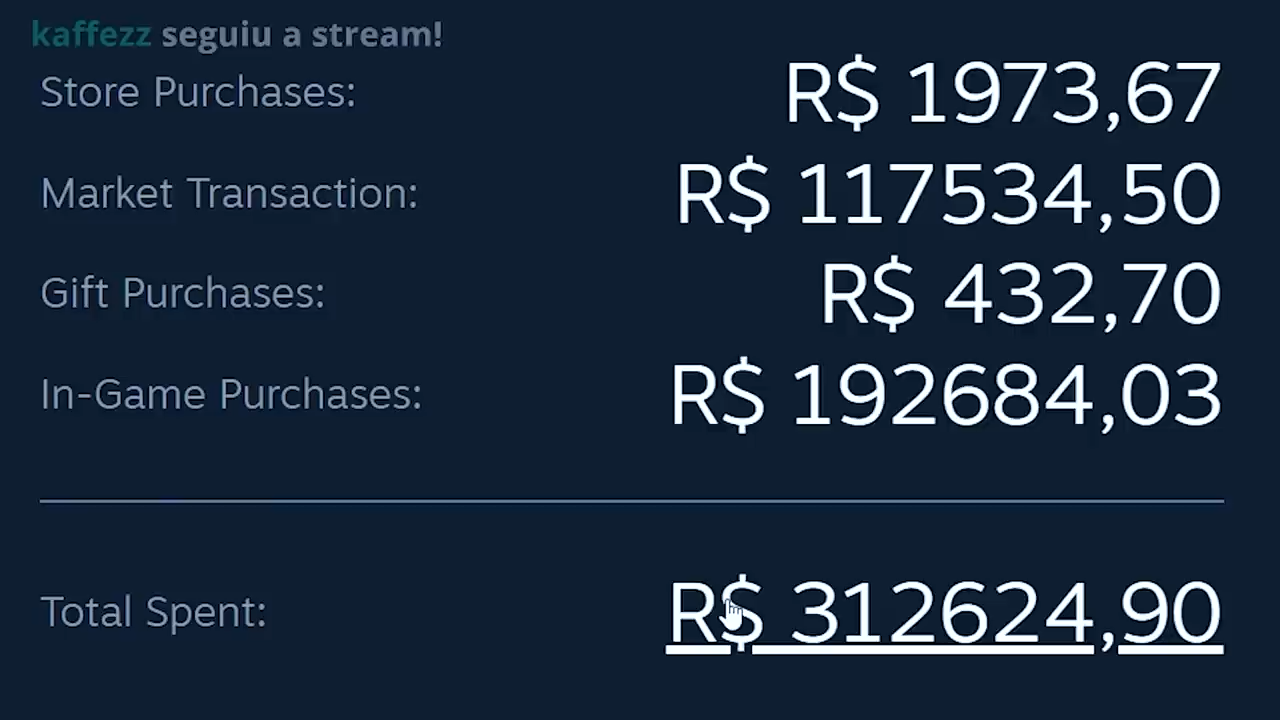 kaffezz seguiu a stream!
Store Purchases: R$ 1973,67
Market Transaction: R$ 117534,50
Gift Purchases: R$ 432,70
In-Game Purchases: R$ 192684,03
Total Spent: R$ 312624,90